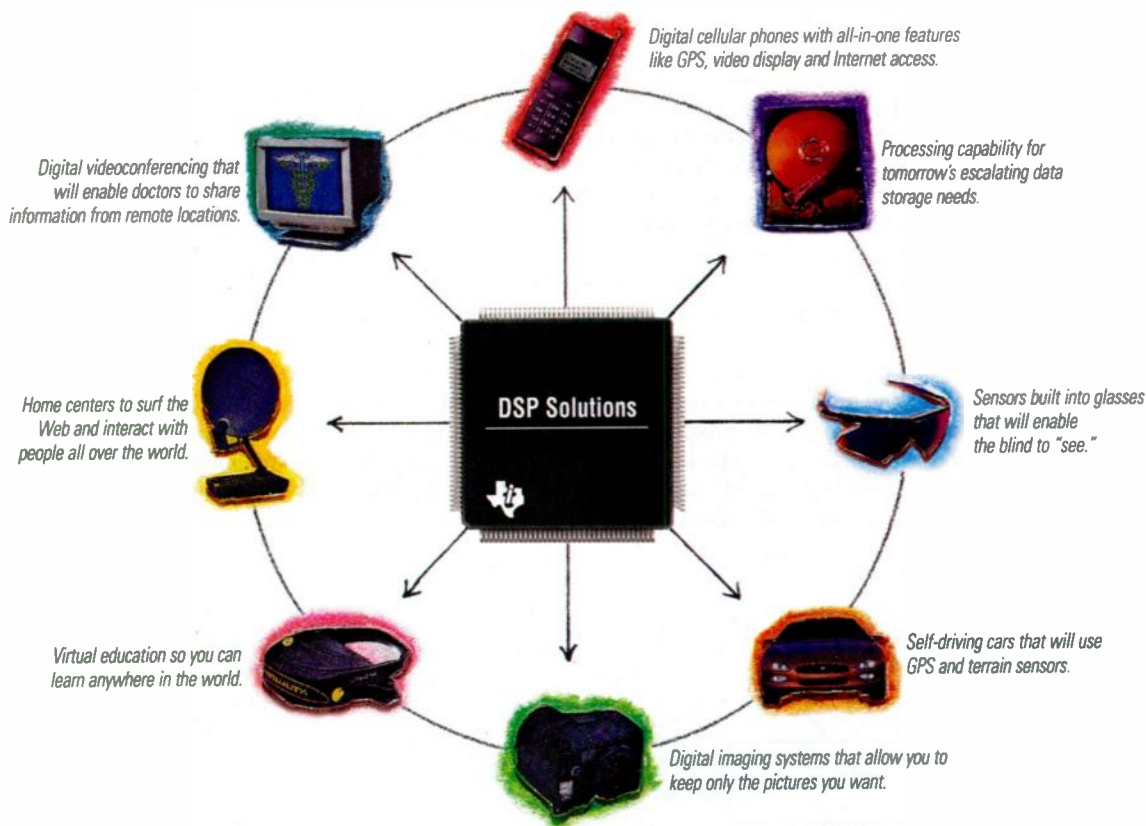 Digital cellular phones with all-in-one features
like GPS, video display and Internet access.
Processing capability for
tomorrow's escalating data
storage needs.
Sensors built into glasses
that will enable
the blind to "see."
Self-driving cars that will use
GPS and terrain sensors.
Digital imaging systems that allow you to
keep only the pictures you want.
Virtual education so you can
learn anywhere in the world.
Home centers to surf the
Web and interact with
people all over the world.
Digital videoconferencing that
will enable doctors to share
information from remote locations.
DSP Solutions